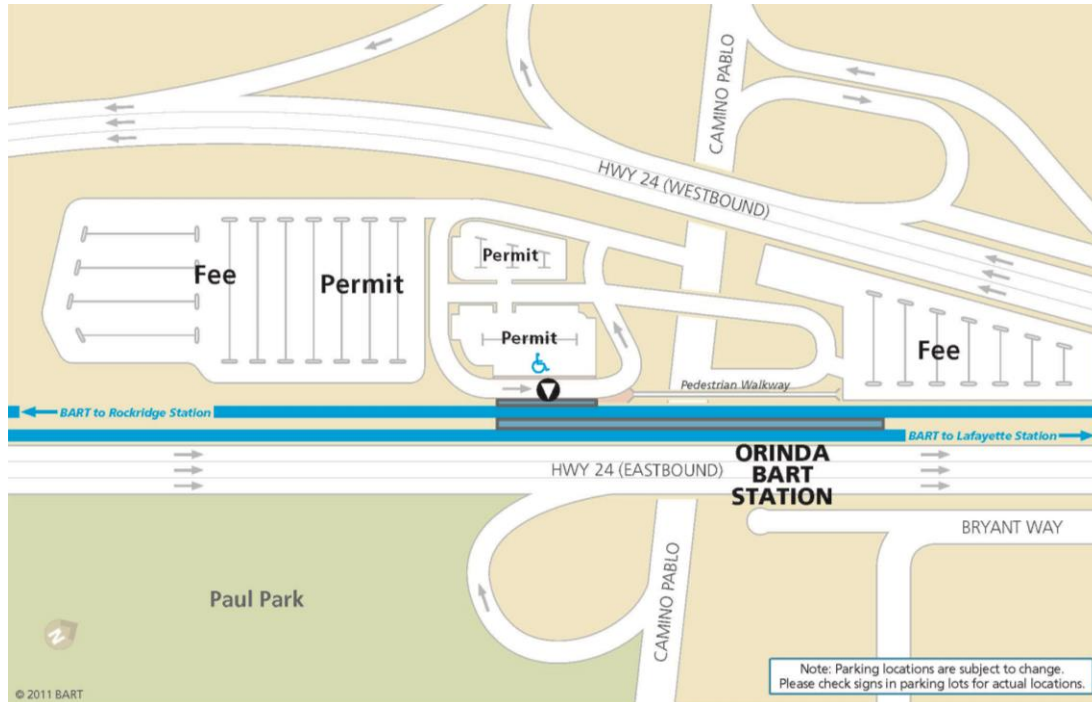 CAMINO PABLO
HWY 24 (WESTBOUND)
Permit
Fee
Permit
Permit
Fee
Pedestrian Walkway
BART to Rockridge Station
BART to Lafayette Station
HWY 24 (EASTBOUND)
ORINDA
BART
STATION
BRYANT WAY
CAMINO PABLO
Paul Park
N
Note: Parking locations are subject to change.
Please check signs in parking lots for actual locations.
© 2011 BART